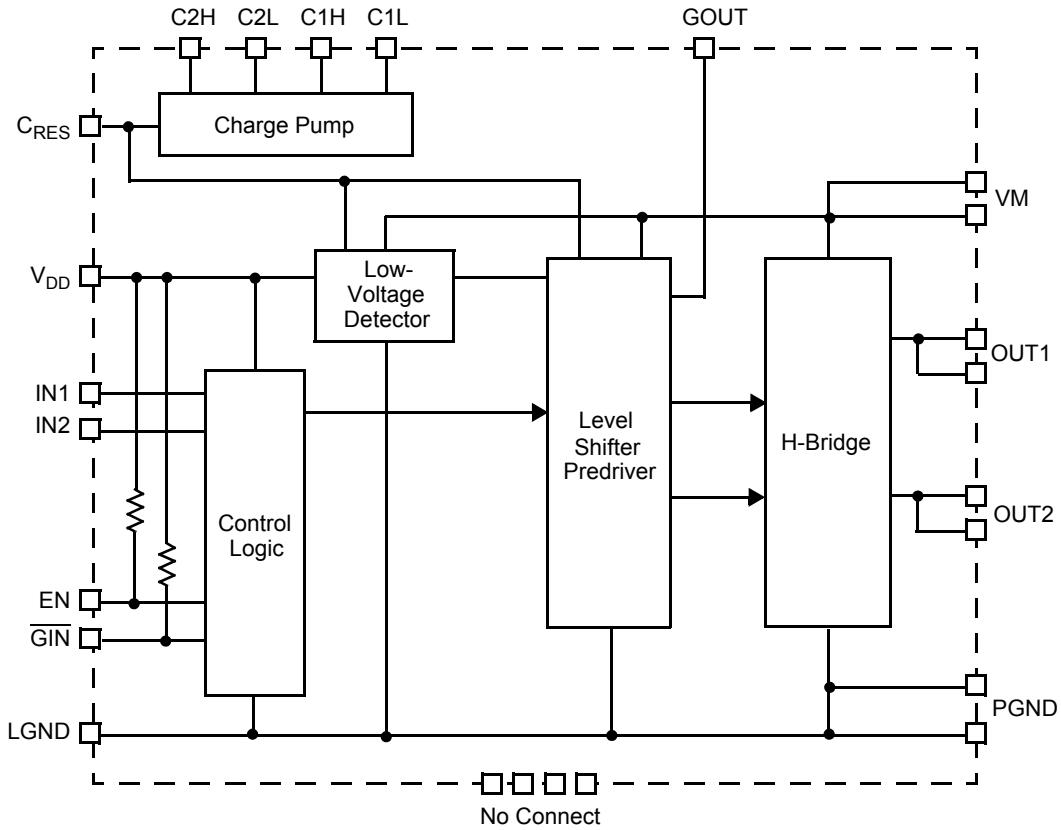 C2H C2L C1H C1L GOUT
Charge Pump
CRES
VM
VDD
Low-
Voltage
Detector
OUT1
IN1
IN2
Level
Shifter
Predriver
H-Bridge
OUT2
Control
Logic
EN
GIN
LGND
PGND
No Connect